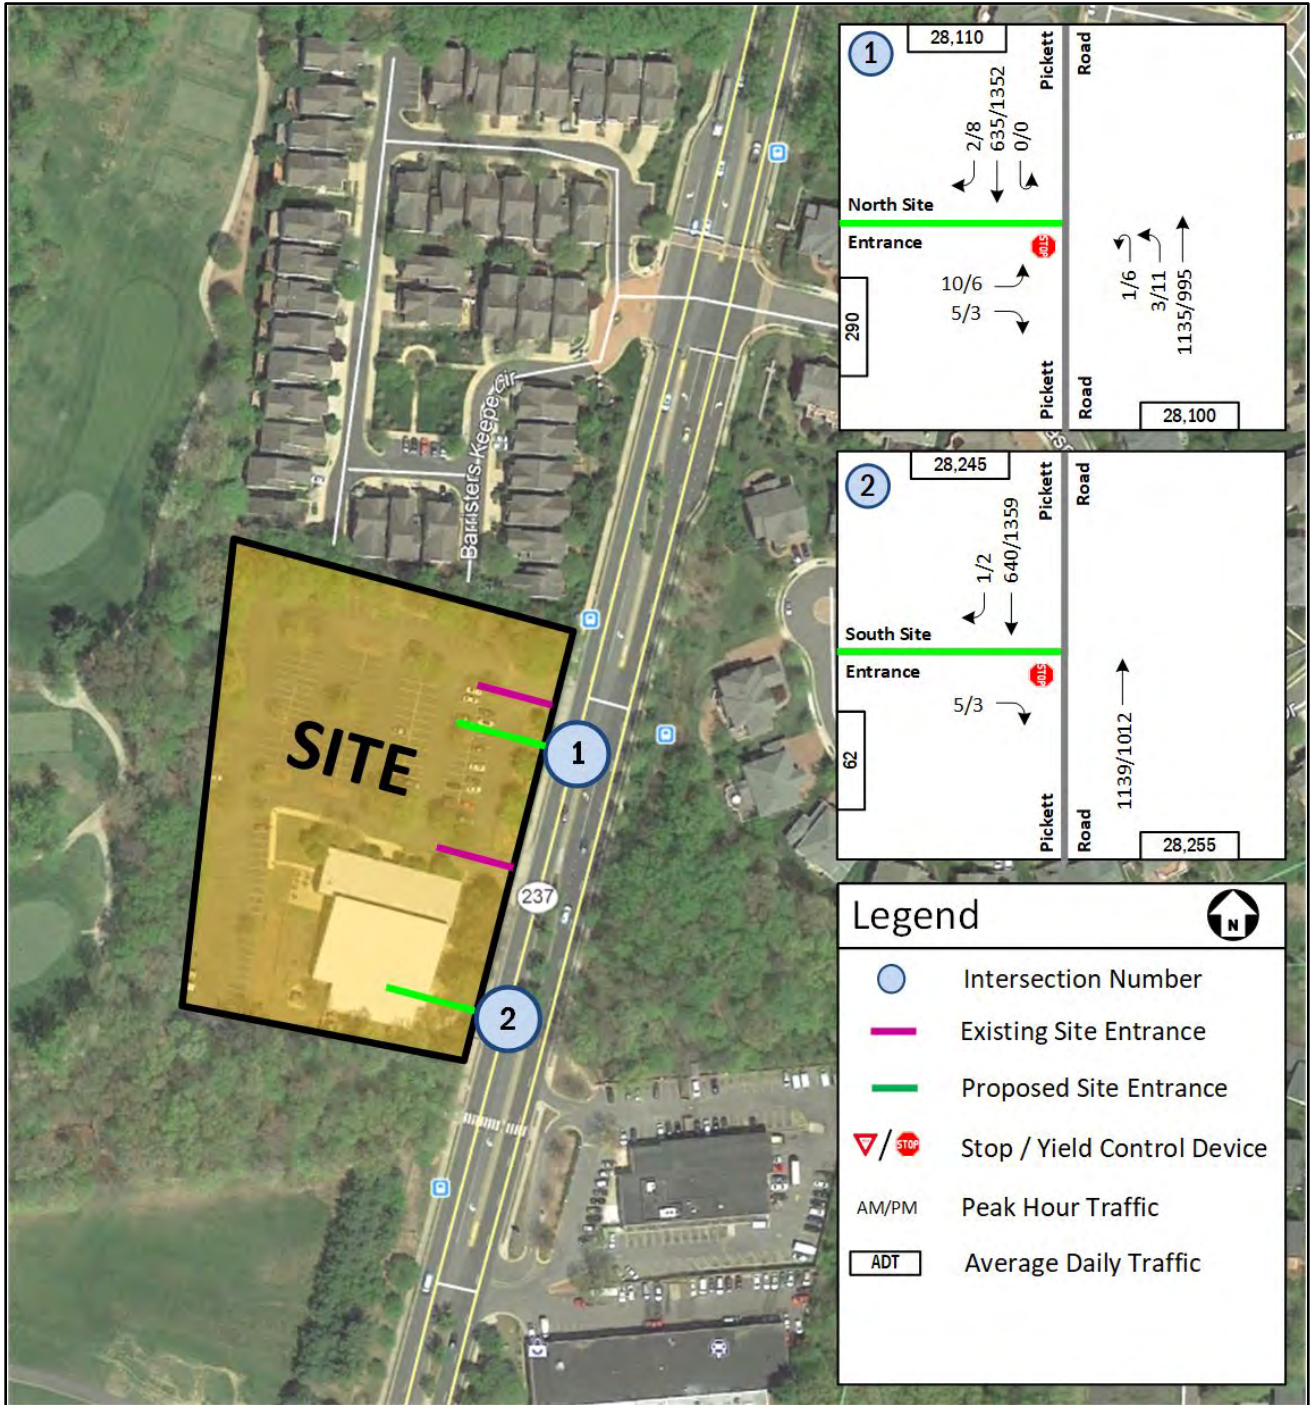 1
28,110
Pickett
Road
2/8
635/1352
0/0
North Site
Entrance
STOP
10/6
5/3
290
1/6
3/11
1135/995
Pickett
Road
28,100
2
28,245
Pickett
Road
1/2
640/1359
South Site
Entrance
STOP
5/3
62
1139/1012
Pickett
Road
28,255
Barristers Keepe Cir
SITE
1
237
2
Legend
N
Intersection Number
Existing Site Entrance
Proposed Site Entrance
STOP
Stop / Yield Control Device
AM/PM
Peak Hour Traffic
ADT
Average Daily Traffic